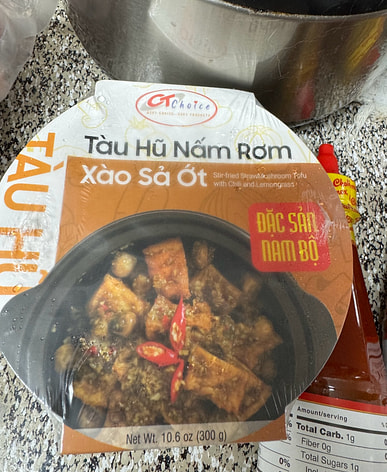 CT Choice
TÀU HŨ
Tàu Hũ Nấm Rơm
Xào Sả Ớt
Stir-fried Straw Mushroom Tofu
with Chili and Lemongrass
ĐẶC SẢN
NAM BỘ
Net Wt. 10.6 oz (300 g)
Amount/serving
Total Carb. 1g
Fiber 0g
Total Sugars 1g
0%